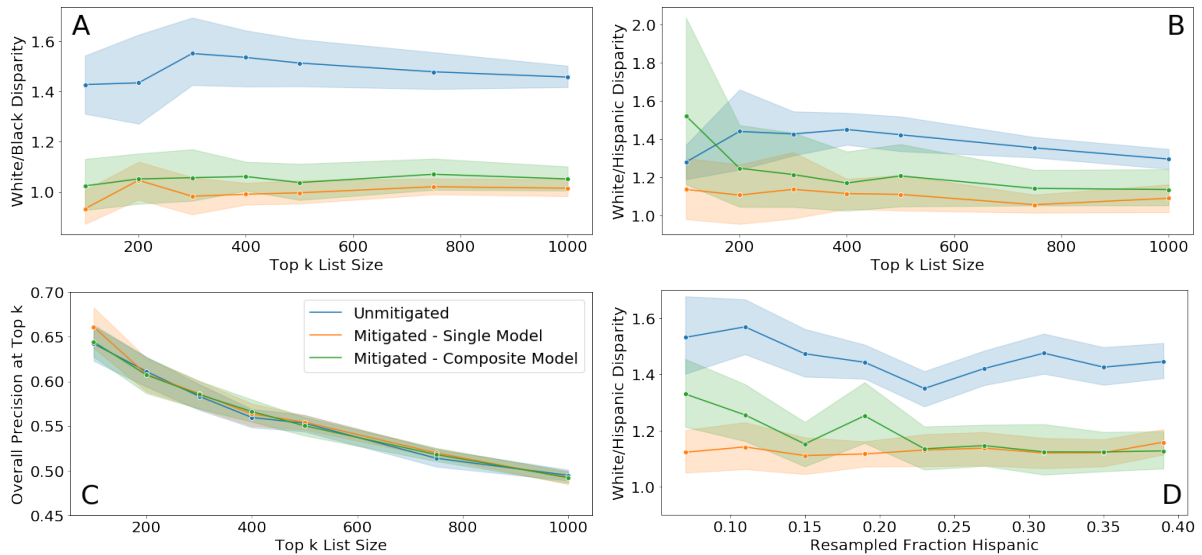 A
White/Black Disparity
1.6
1.4
1.2
1.0
200 400 600 800 1000
Top k List Size
B
White/Hispanic Disparity
2.0
1.8
1.6
1.4
1.2
1.0
200 400 600 800 1000
Top k List Size
C
Overall Precision at Top k
0.70
0.65
0.60
0.55
0.50
0.45
Unmitigated
Mitigated - Single Model
Mitigated - Composite Model
200 400 600 800 1000
Top k List Size
D
White/Hispanic Disparity
1.6
1.4
1.2
1.0
0.10 0.15 0.20 0.25 0.30 0.35 0.40
Resampled Fraction Hispanic